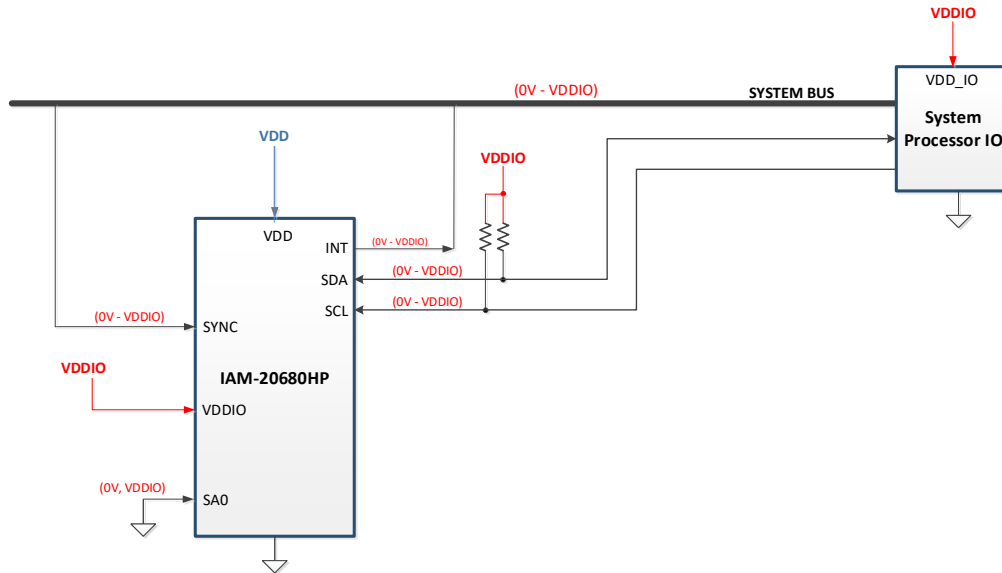 VDDIO
VDD_IO
System
Processor IO
(0V - VDDIO)
SYSTEM BUS
VDD
VDDIO
VDD
INT
(0V - VDDIO)
SDA
(0V - VDDIO)
SCL
(0V - VDDIO)
(0V - VDDIO)
SYNC
VDDIO
IAM-20680HP
VDDIO
(0V, VDDIO)
SA0